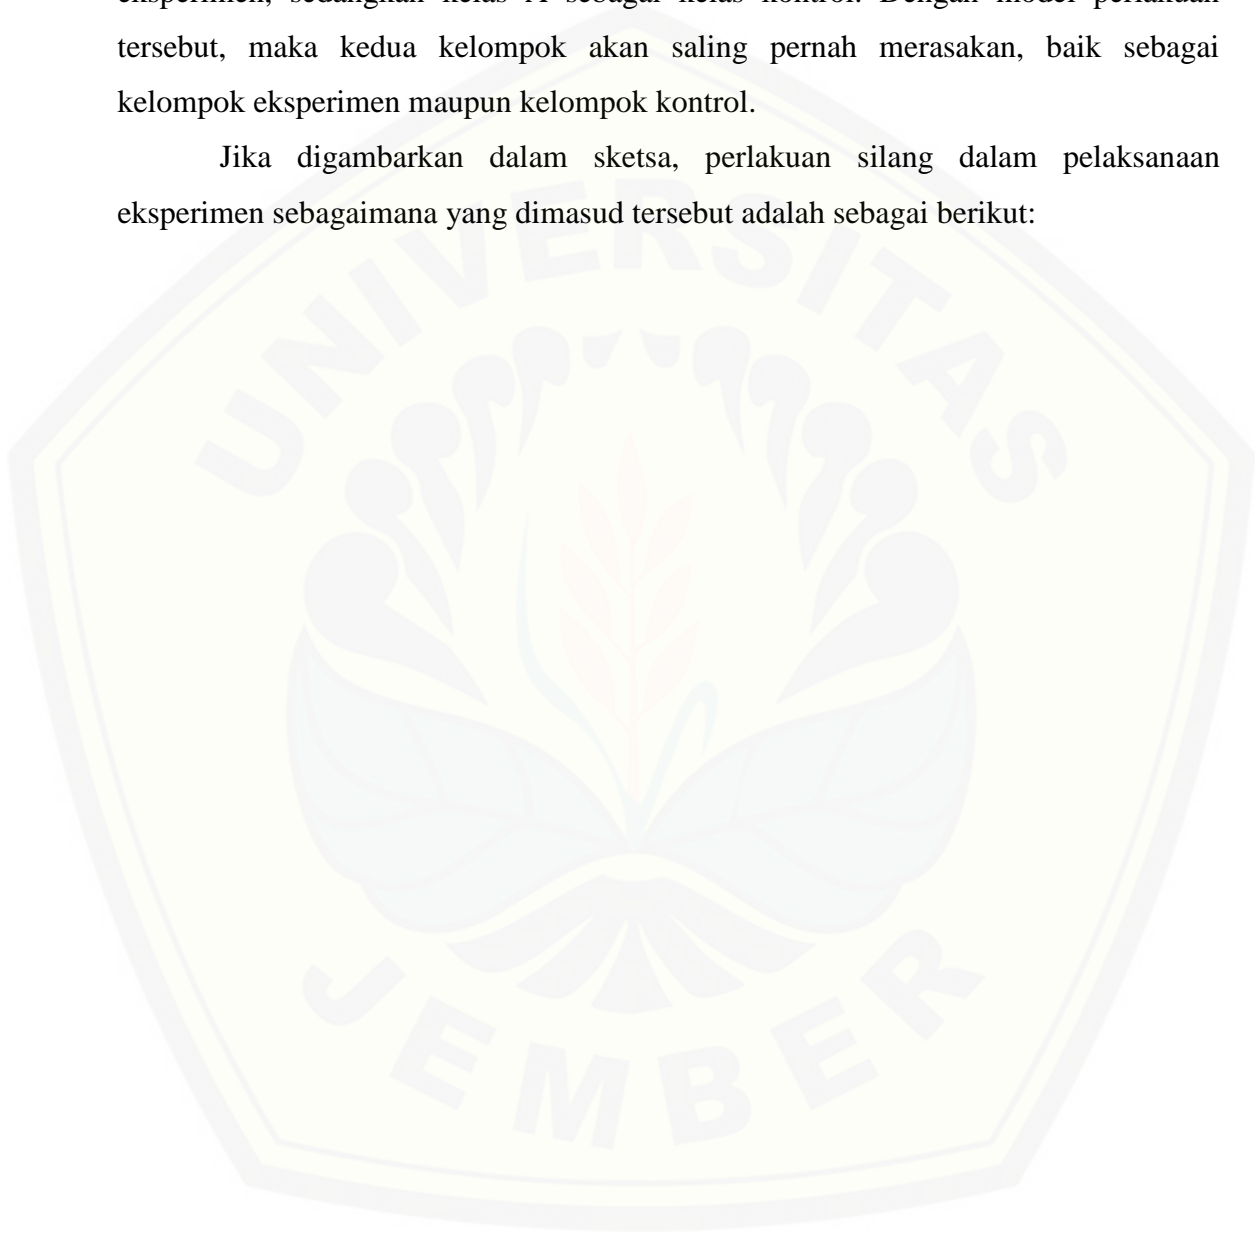 eksperimen, sedangkan kelas A sebagai kelas kontrol. Dengan model perlakuan
tersebut, maka kedua kelompok akan saling pernah merasakan, baik sebagai
kelompok eksperimen maupun kelompok kontrol.
Jika digambarkan dalam sketsa, perlakuan silang dalam pelaksanaan
eksperimen sebagaimana yang dimasud tersebut adalah sebagai berikut:
UNIVERSITAS
JEMBER